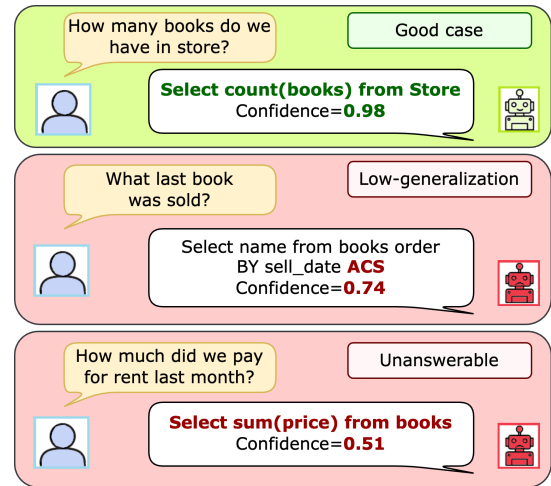 How many books do we
have in store?
Good case
Select count(books) from Store
Confidence=0.98
What last book
was sold?
Low-generalization
Select name from books order
BY sell_date ACS
Confidence=0.74
How much did we pay
for rent last month?
Unanswerable
Select sum(price) from books
Confidence=0.51